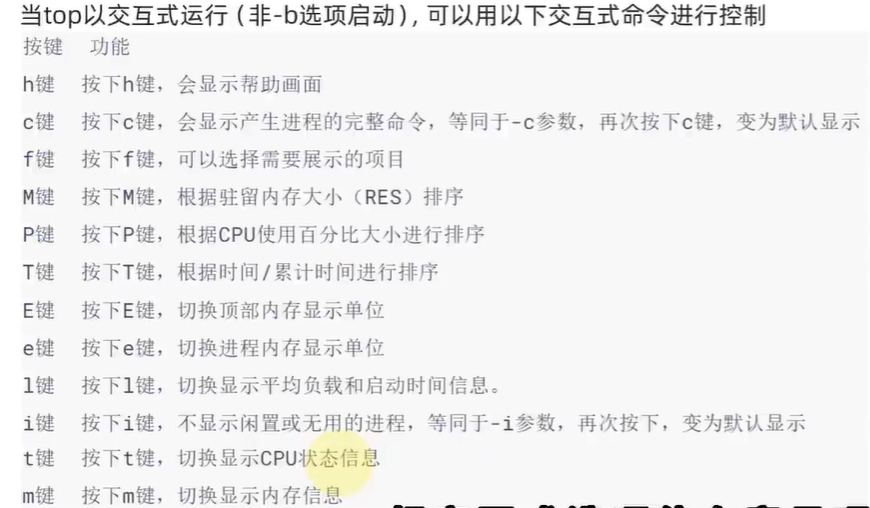 当top以交互式运行（非-b选项启动），可以用以下交互式命令进行控制
按键 功能
h键 按下h键，会显示帮助画面
c键 按下c键，会显示产生进程的完整命令，等同于-c参数，再次按下c键，变为默认显示
f键 按下f键，可以选择需要展示的项目
M键 按下M键，根据驻留内存大小（RES）排序
P键 按下P键，根据CPU使用百分比大小进行排序
T键 按下T键，根据时间/累计时间进行排序
E键 按下E键，切换顶部内存显示单位
e键 按下e键，切换进程内存显示单位
l键 按下l键，切换显示平均负载和启动时间信息。
i键 按下i键，不显示闲置或无用的进程，等同于-i参数，再次按下，变为默认显示
t键 按下t键，切换显示CPU状态信息
m键 按下m键，切换显示内存信息